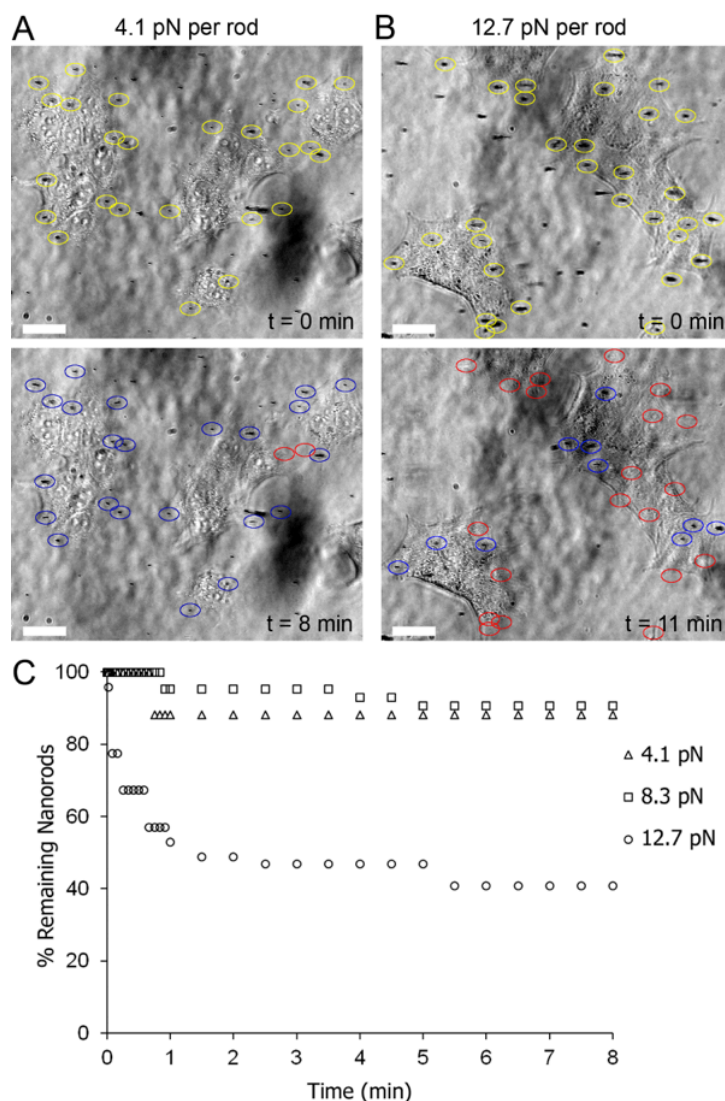 A
4.1 pN per rod
B
12.7 pN per rod
t = 0 min
t = 0 min
t = 8 min
t = 11 min
C
100
80
60
40
20
0
% Remaining Nanorods
0 1 2 3 4 5 6 7 8
Time (min)
4.1 pN
8.3 pN
12.7 pN